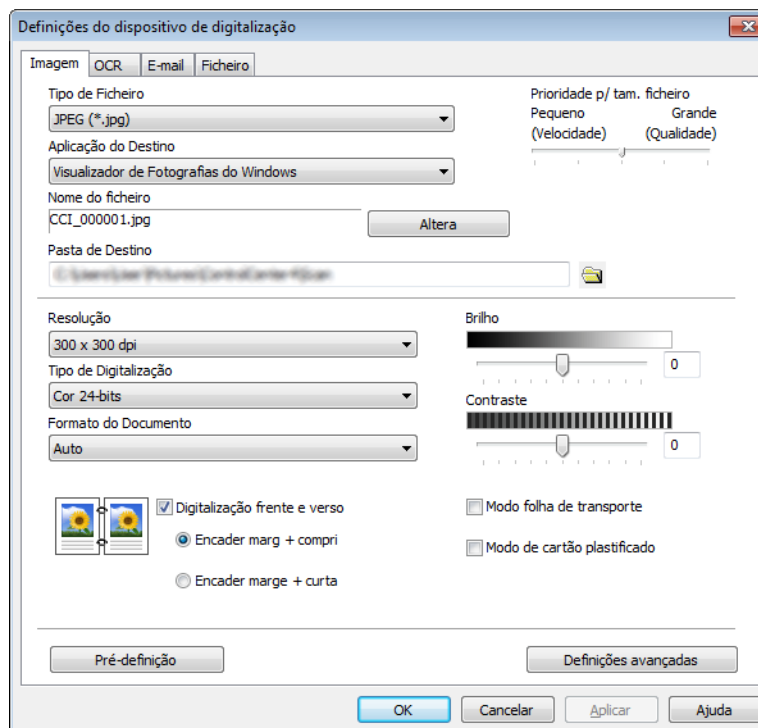 Definições do dispositivo de digitalização
Imagem OCR E-mail Ficheiro
Tipo de Ficheiro
JPEG (*.jpg)
Prioridade p/ tam. ficheiro
Pequeno Grande
(Velocidade) (Qualidade)
Aplicação do Destino
Visualizador de Fotografias do Windows
Nome do ficheiro
CCI_000001.jpg
Altera
Pasta de Destino
Resolução
300 x 300 dpi
Brilho
0
Tipo de Digitalização
Cor 24-bits
Contraste
0
Formato do Documento
Auto
Digitalização frente e verso
Encader marg + compri
Encader marge + curta
Modo folha de transporte
Modo de cartão plastificado
Pré-definição
Definições avançadas
OK Cancelar Aplicar Ajuda